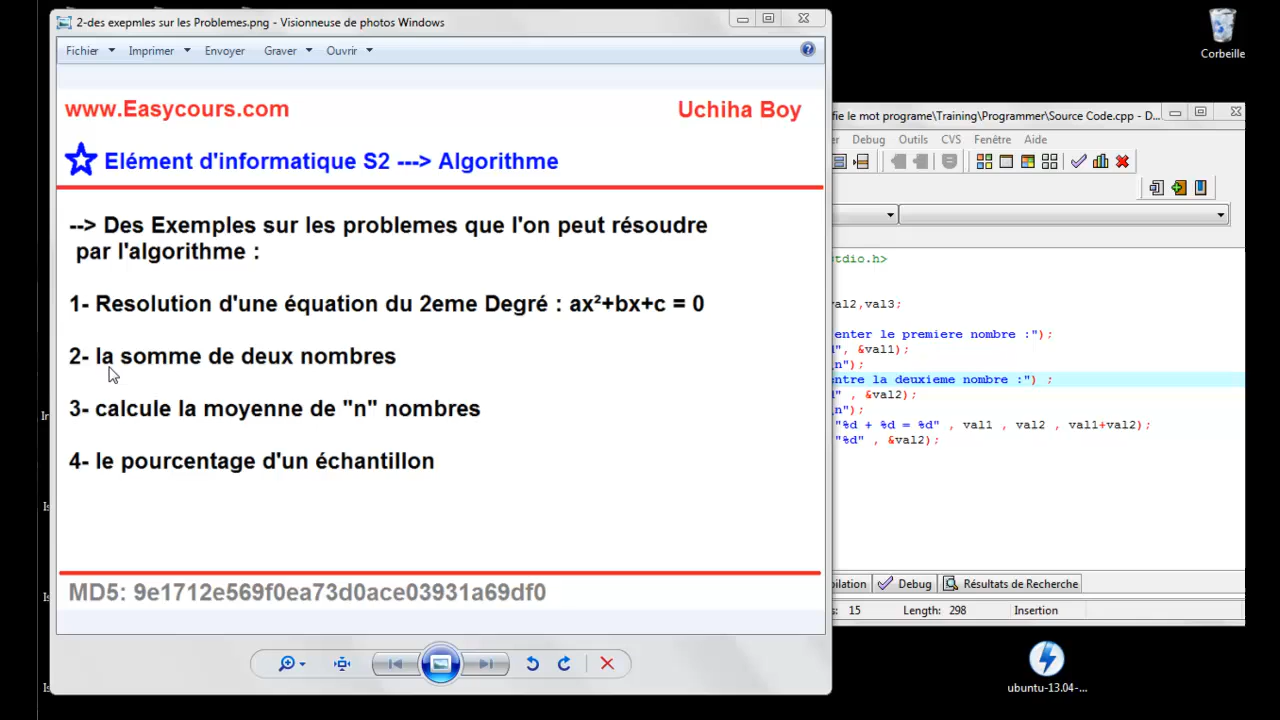 2-des exepmles sur les Problemes.png - Visionneuse de photos Windows
Fichier Imprimer Envoyer Graver Ouvrir
www.Easycours.com Uchiha Boy
Elément d'informatique S2 ---> Algorithme
--> Des Exemples sur les problemes que l'on peut résoudre
par l'algorithme :
1- Resolution d'une équation du 2eme Degré : ax²+bx+c = 0
2- la somme de deux nombres
3- calcule la moyenne de "n" nombres
4- le pourcentage d'un échantillon
MD5: 9e1712e569f0ea73d0ace03931a69df0
Corbeille
fie le mot programe\Training\Programmer\Source Code.cpp - D...
Debug Outils CVS Fenêtre Aide
stdio.h>
val2,val3;
enter le premiere nombre :");
d", &val1);
\n");
entre la deuxieme nombre :") ;
d" , &val2);
\n");
"%d + %d = %d" , val1 , val2 , val1+val2);
"%d" , &val2);
pilation Debug Résultats de Recherche
s: 15 Length: 298 Insertion
ubuntu-13.04-...